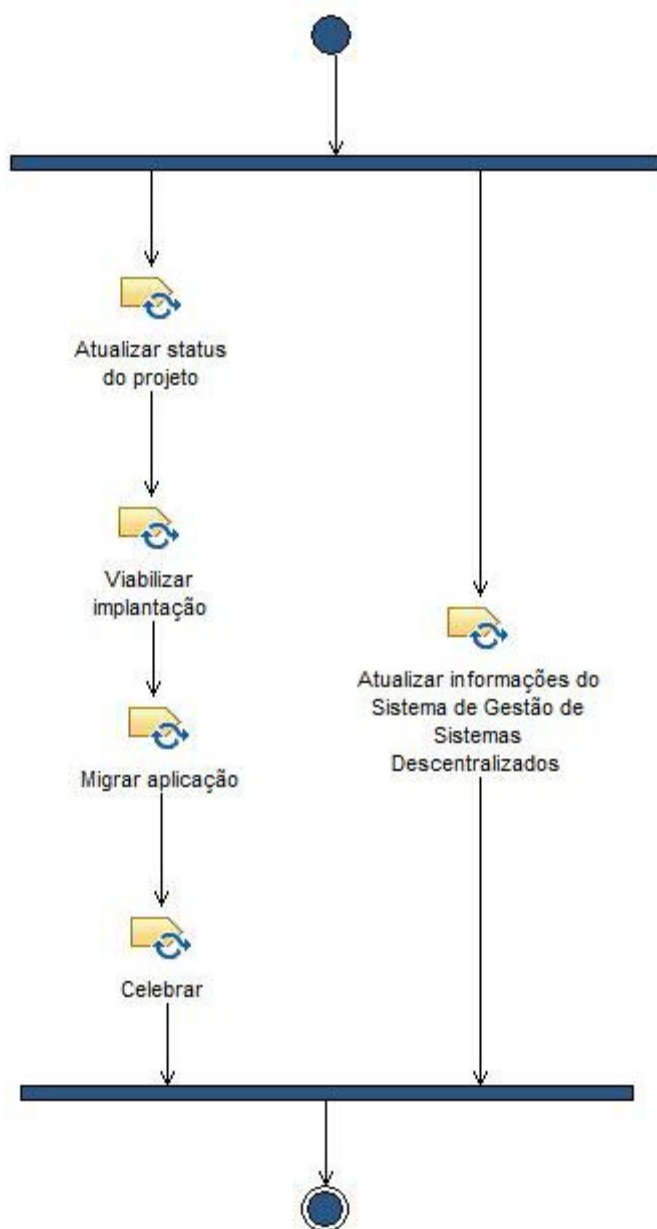 Atualizar status
do projeto
Viabilizar
implantação
Migrar aplicação
Celebrar
Atualizar informações do
Sistema de Gestão de
Sistemas
Descentralizados